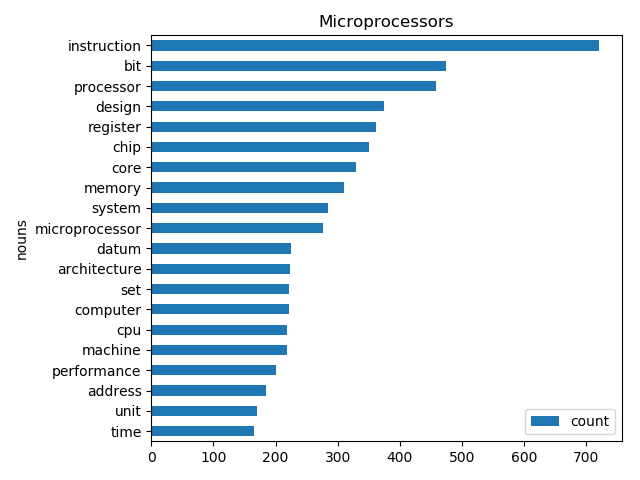 Microprocessors
instruction
bit
processor
design
register
chip
core
memory
system
microprocessor
datum
architecture
set
computer
cpu
machine
performance
address
unit
time
nouns
0 100 200 300 400 500 600 700
count